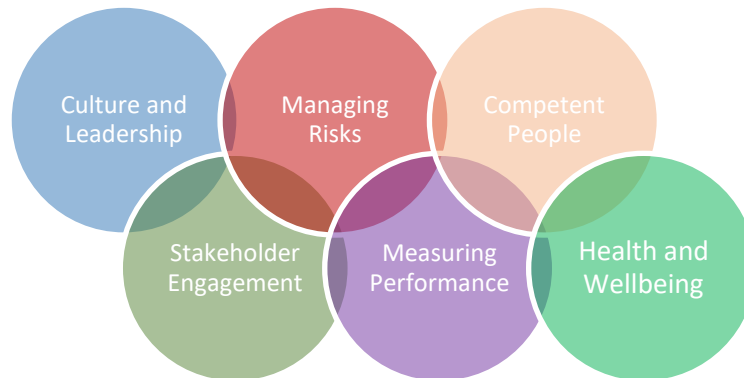 Culture and
Leadership
Managing
Risks
Competent
People
Stakeholder
Engagement
Measuring
Performance
Health and
Wellbeing